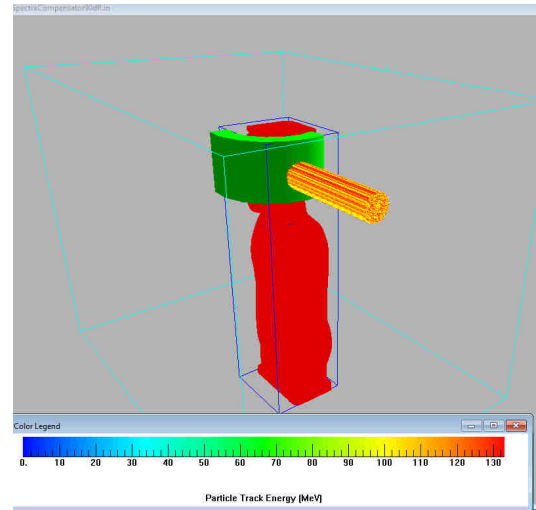 SpectraCompensatorKidR.in
Color Legend
0. 10 20 30 40 50 60 70 80 90 100 110 120 130
Particle Track Energy (MeV)